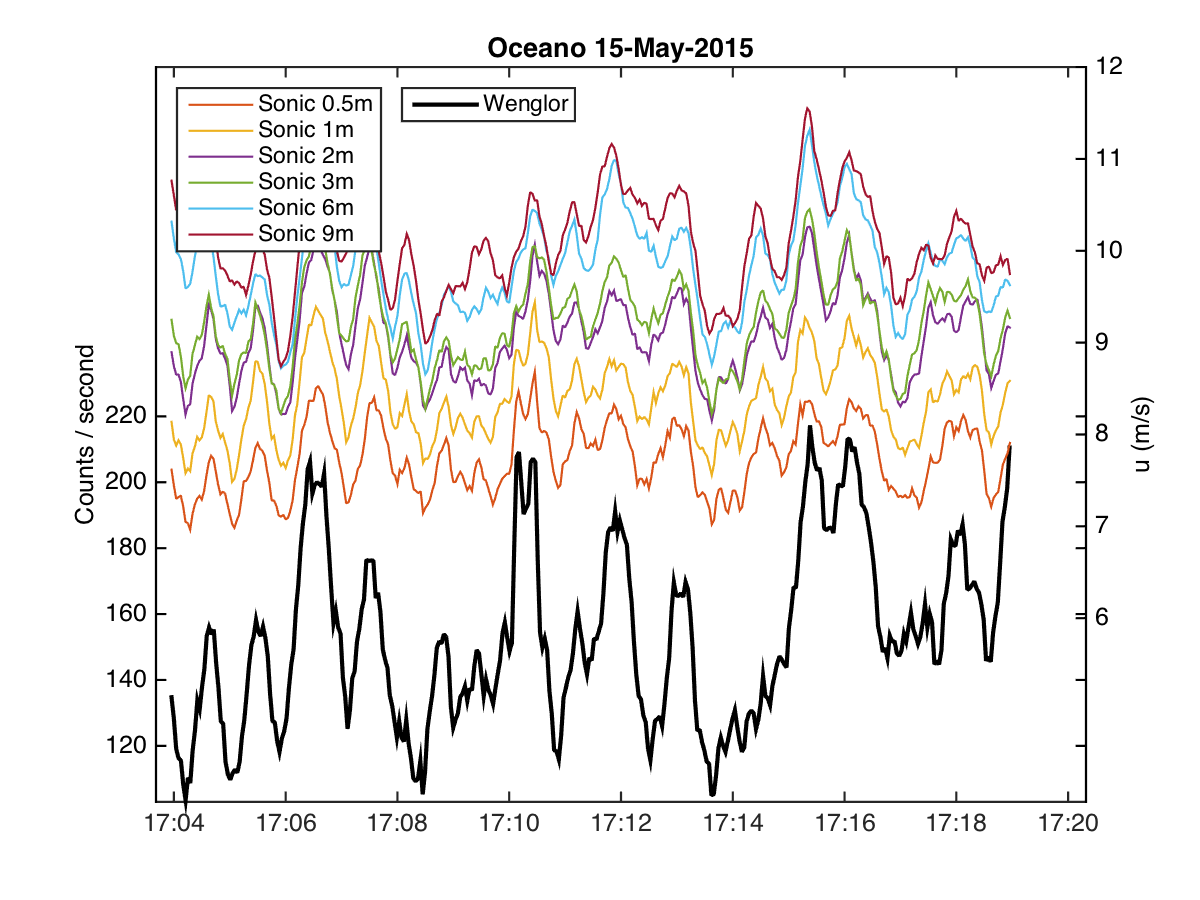 Oceano 15-May-2015
Sonic 0.5m
Sonic 1m
Sonic 2m
Sonic 3m
Sonic 6m
Sonic 9m
Wenglor
Counts / second
220
200
180
160
140
120
12
11
10
9
8
7
6
u (m/s)
17:04 17:06 17:08 17:10 17:12 17:14 17:16 17:18 17:20